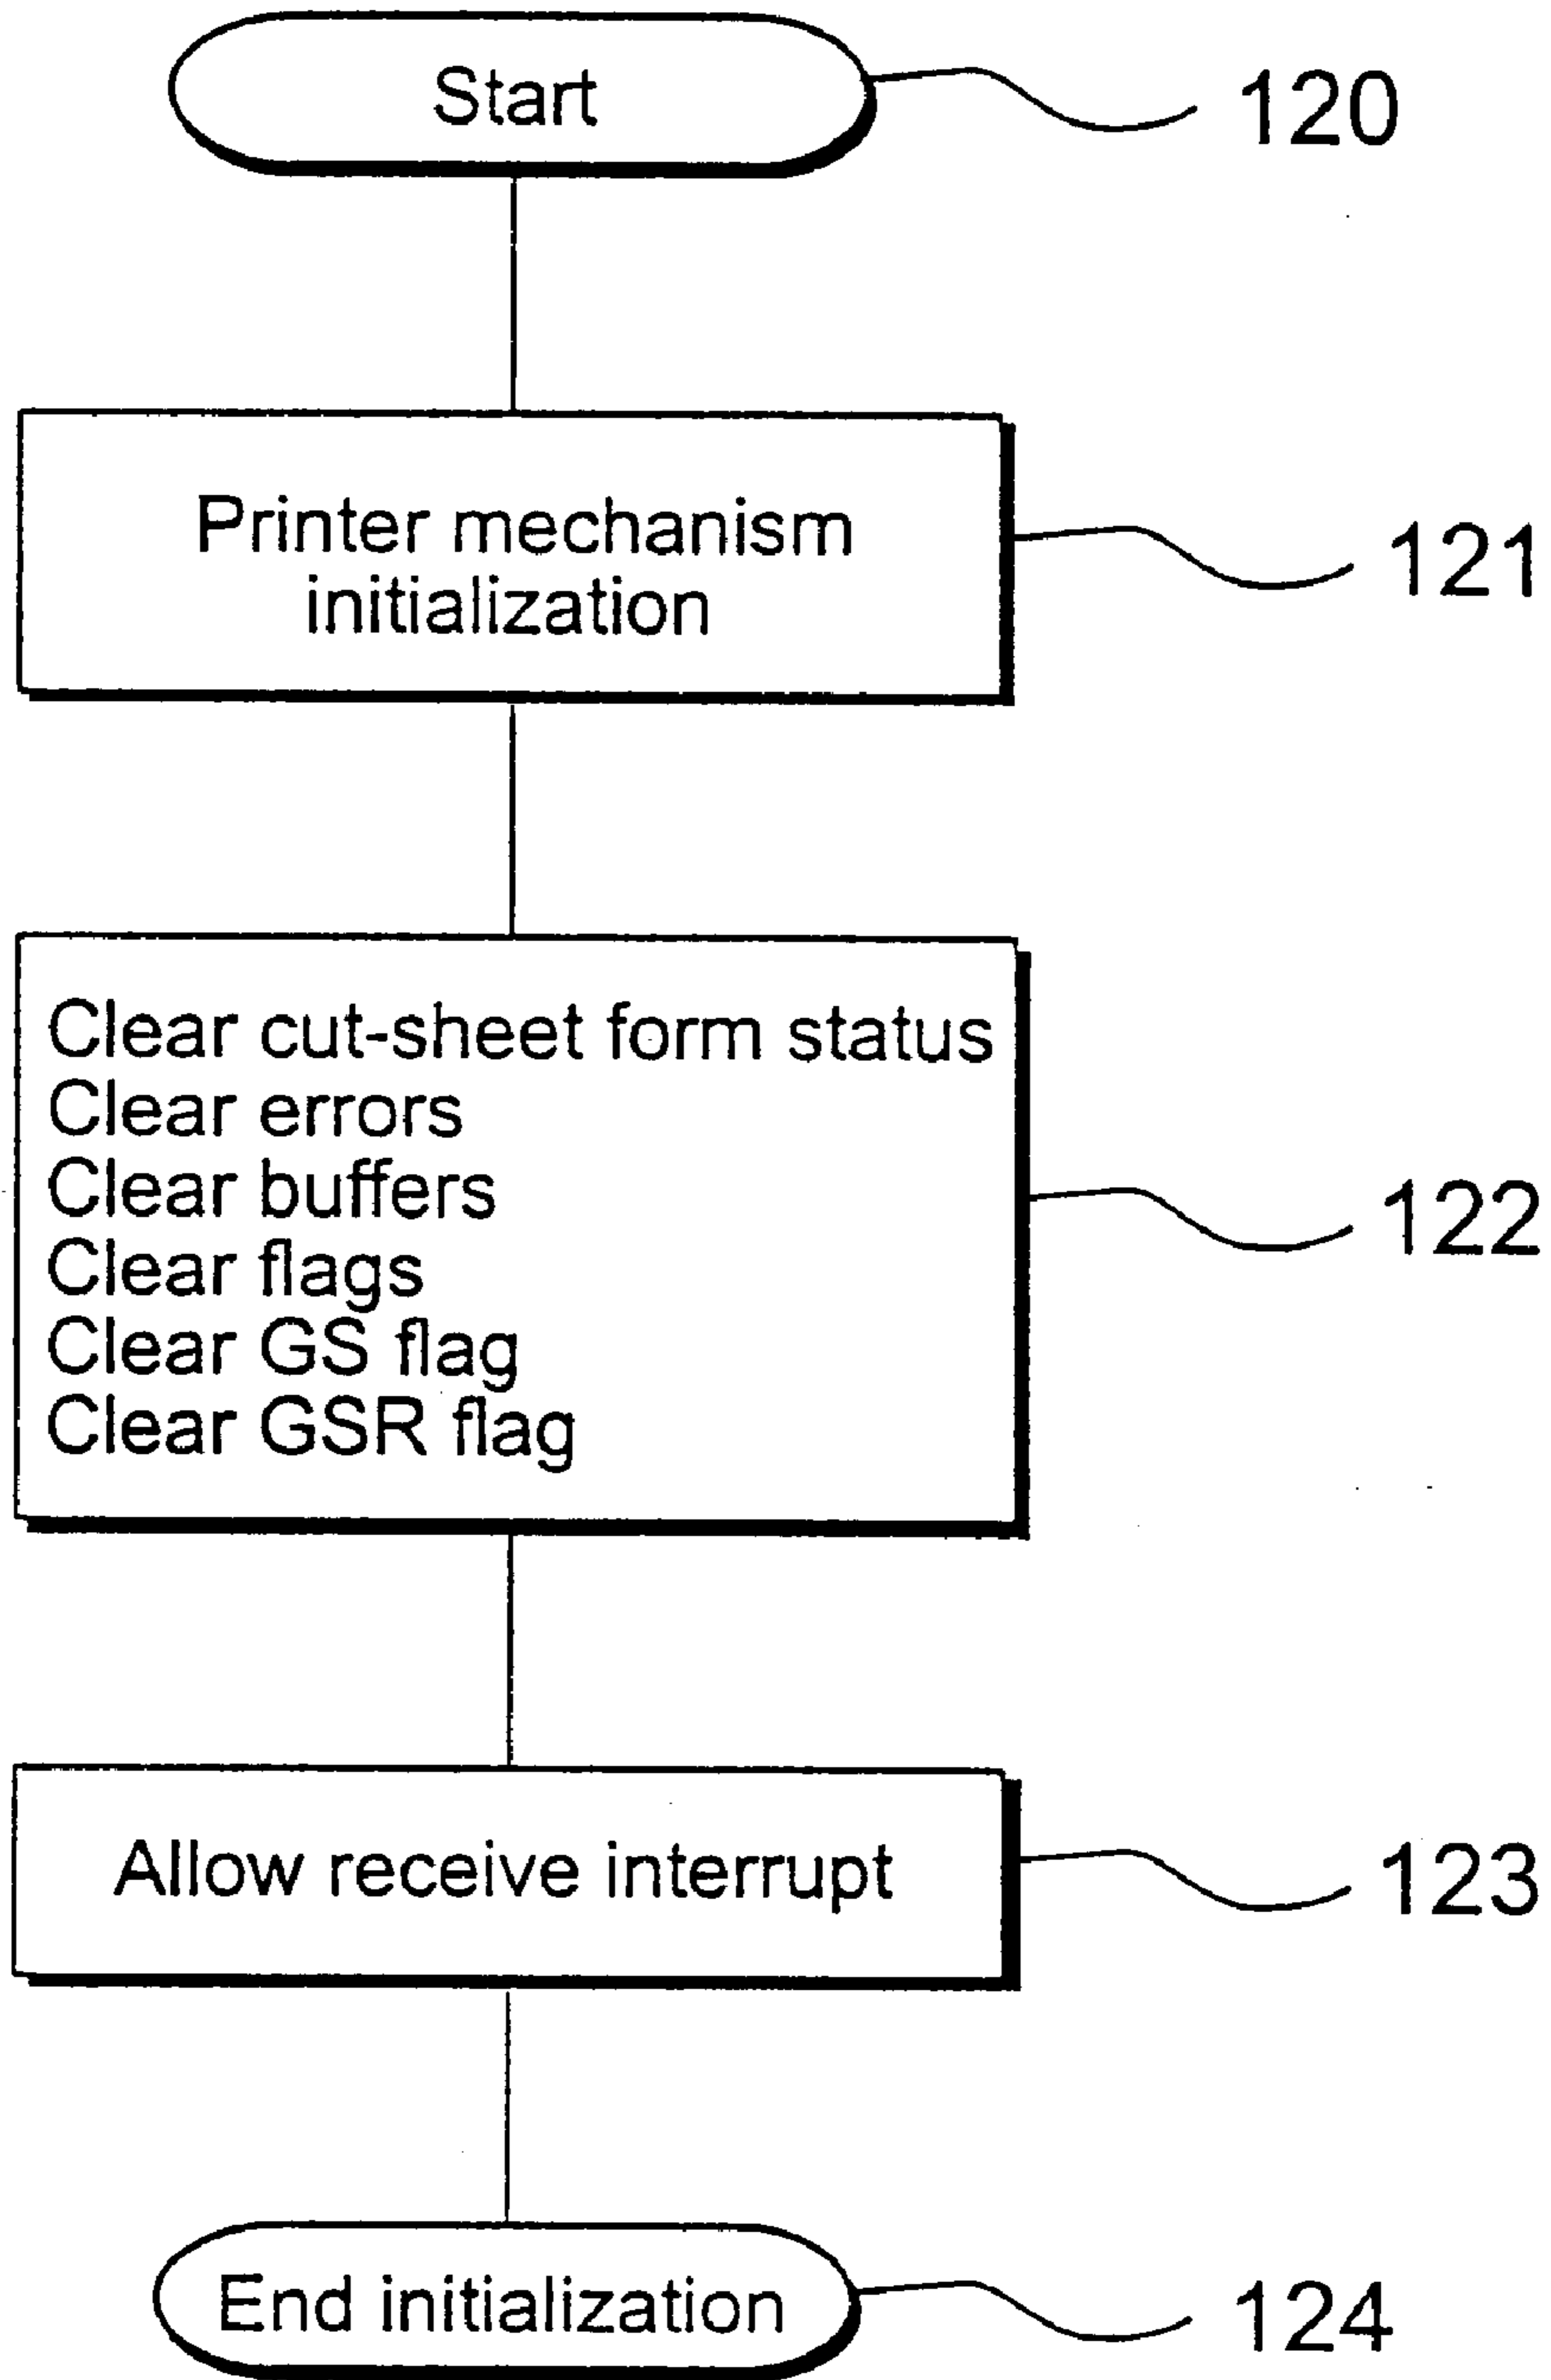 Start
120
Printer mechanism
initialization
121
Clear cut-sheet form status
Clear errors
Clear buffers
Clear flags
Clear GS flag
Clear GSR flag
122
Allow receive interrupt
123
End initialization
124